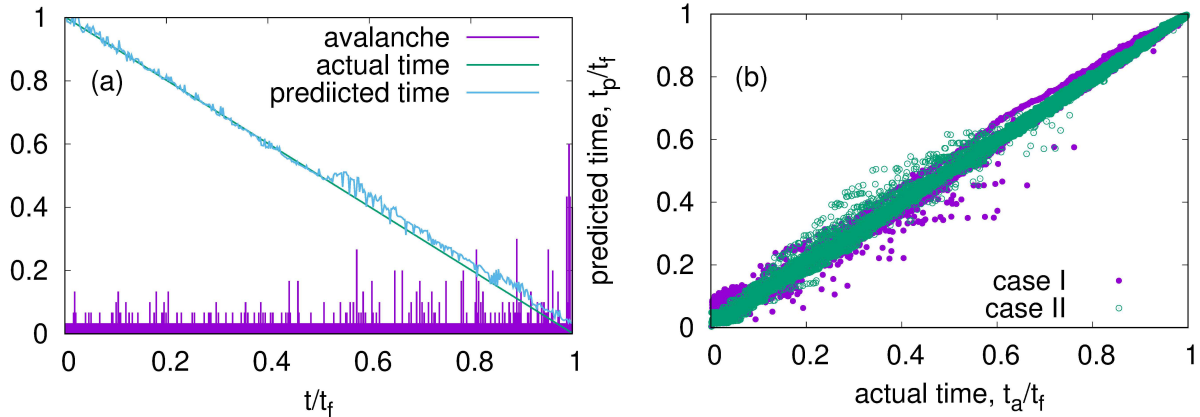 1
0.8
0.6
0.4
0.2
0
0
0.2
0.4
0.6
0.8
1
t/t_f
(a)
avalanche
actual time
prediicted time
1
0.8
0.6
0.4
0.2
0
0
0.2
0.4
0.6
0.8
1
predicted time, t_p/t_f
actual time, t_a/t_f
(b)
case I
case II